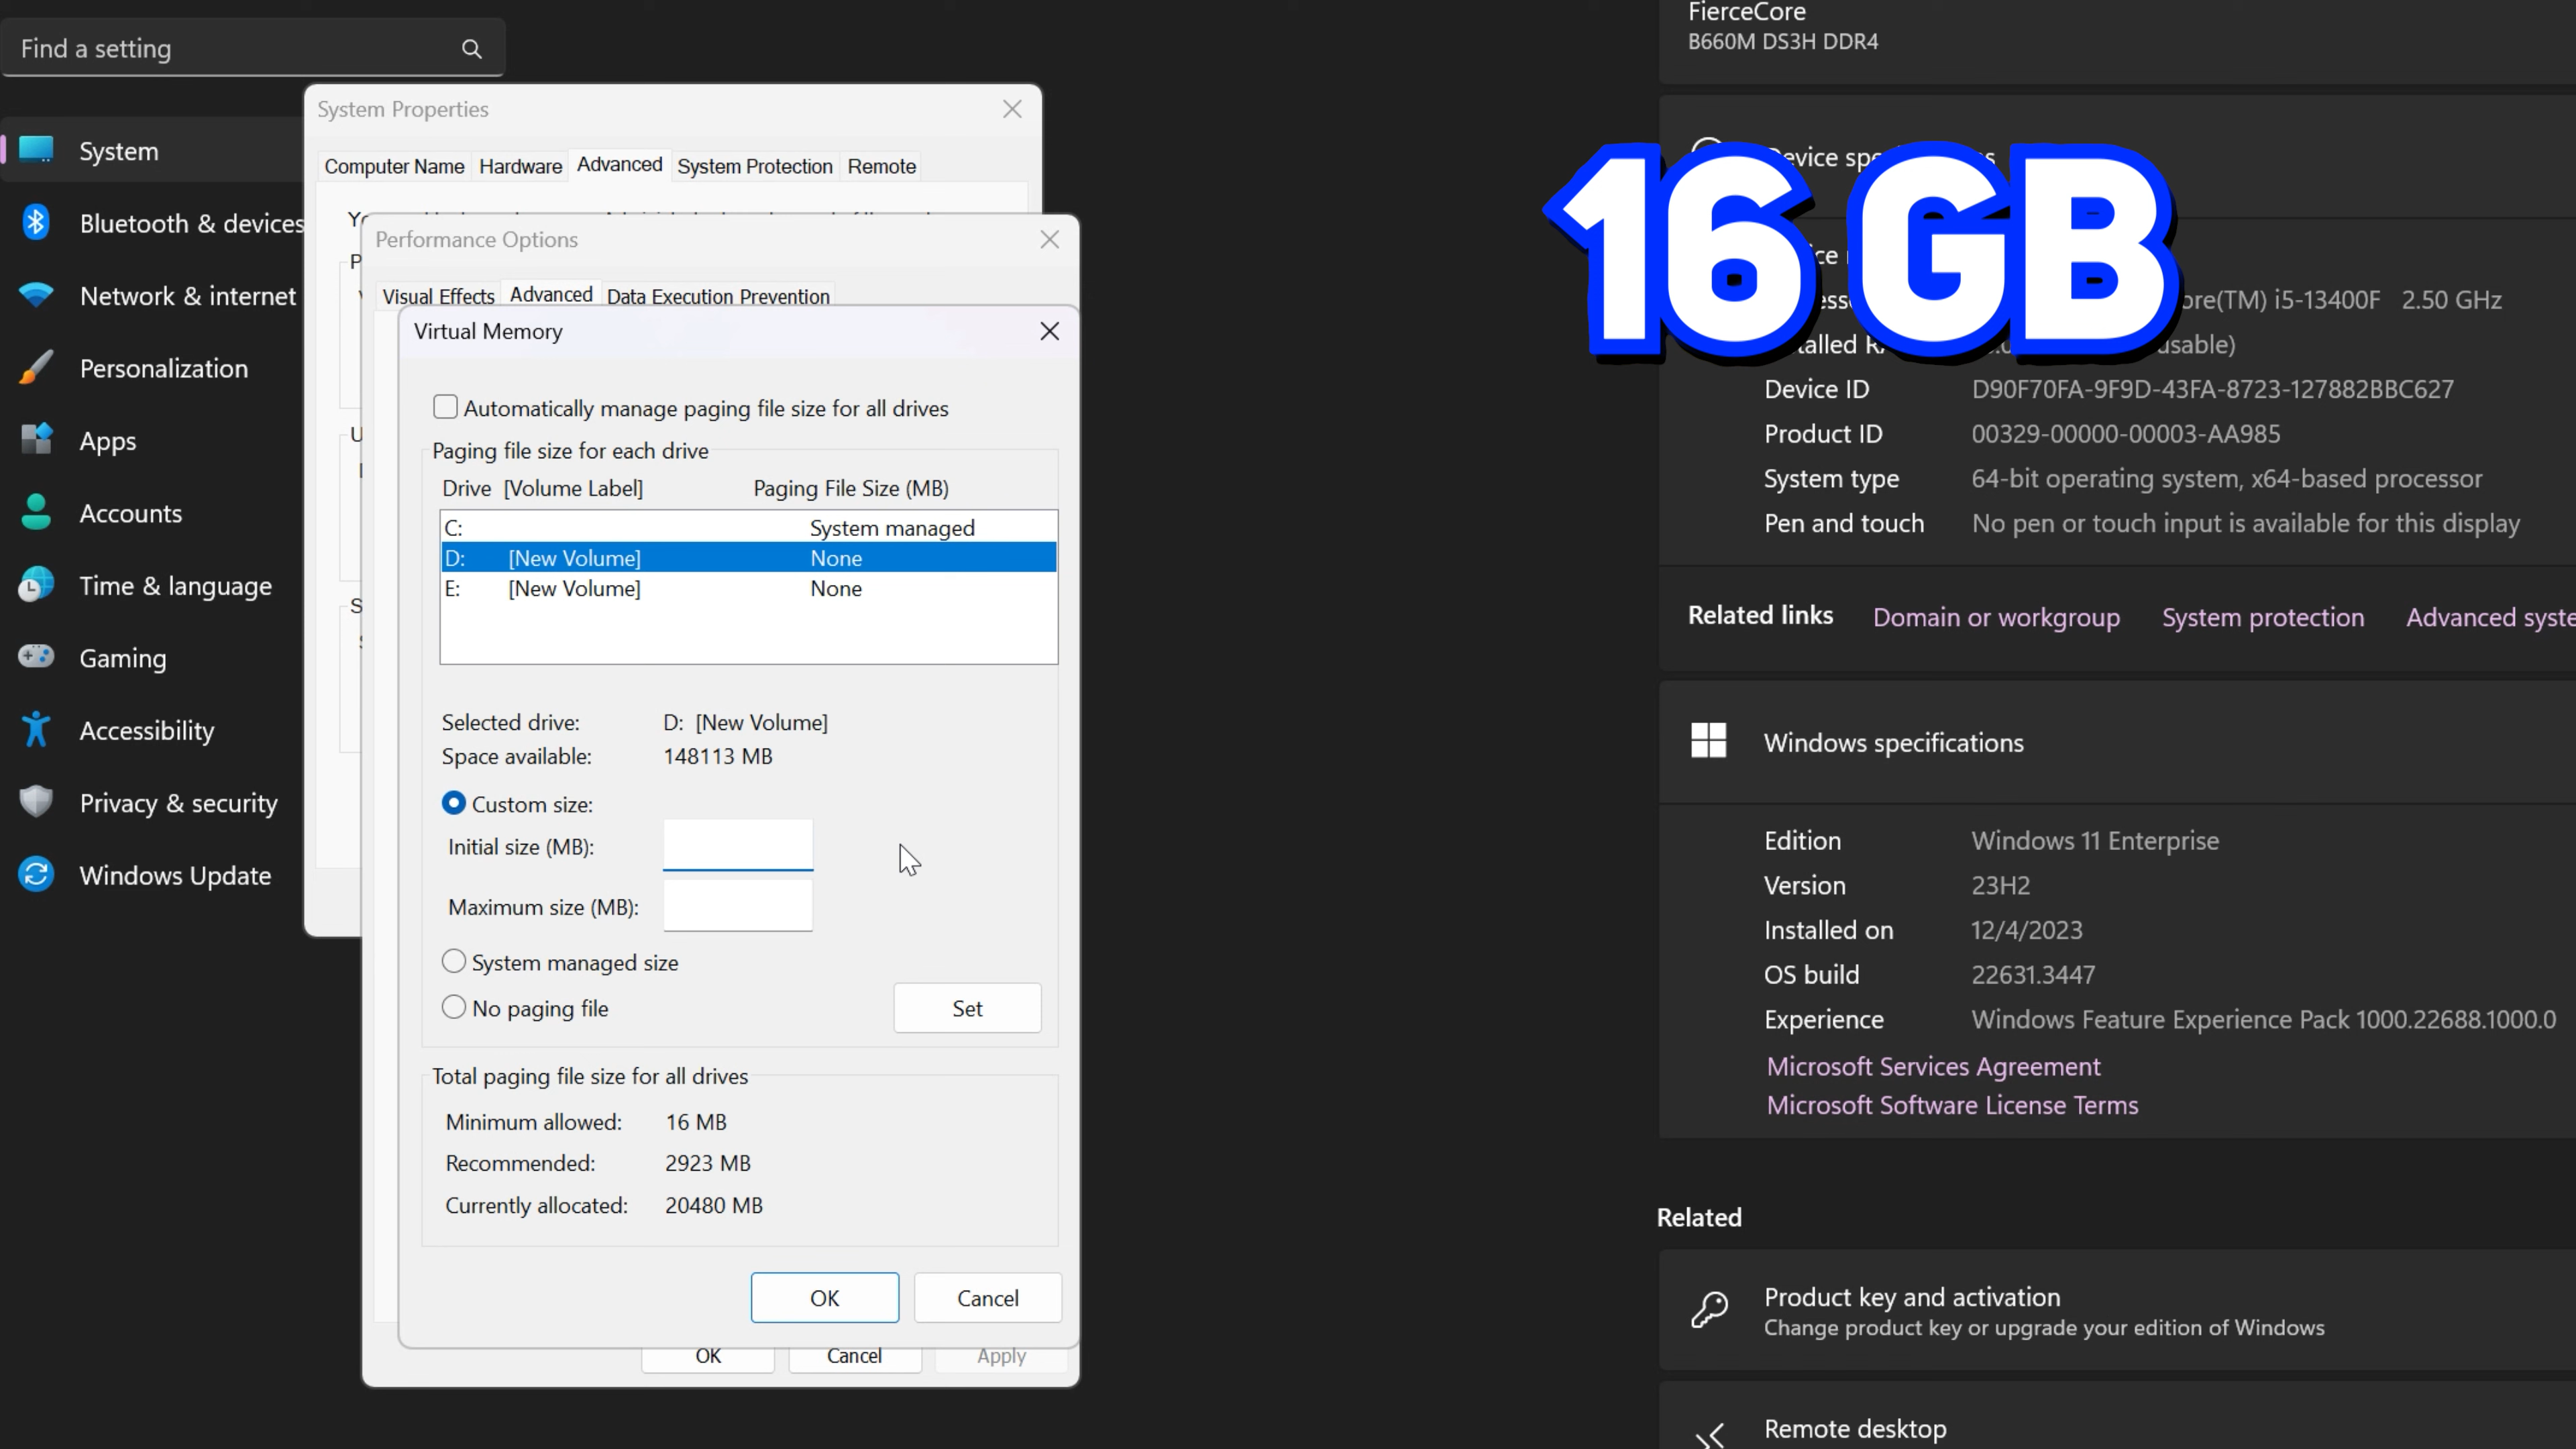 Find a setting
System
Bluetooth & devices
Network & internet
Personalization
Apps
Accounts
Time & language
Gaming
Accessibility
Privacy & security
Windows Update
System Properties
Computer Name
Hardware
Advanced
System Protection
Remote
Performance Options
Visual Effects
Advanced
Data Execution Prevention
Virtual Memory
Automatically manage paging file size for all drives
Paging file size for each drive
Drive [Volume Label] Paging File Size (MB)
C: System managed
D: [New Volume] None
E: [New Volume] None
Selected drive: D: [New Volume]
Space available: 148113 MB
Custom size:
Initial size (MB):
Maximum size (MB):
System managed size
No paging file
Set
Total paging file size for all drives
Minimum allowed: 16 MB
Recommended: 2923 MB
Currently allocated: 20480 MB
OK Cancel
OK Cancel Apply
FierceCore
B660M DS3H DDR4
16 GB
i5-13400F 2.50 GHz
Device ID D90F70FA-9F9D-43FA-8723-127882BBC627
Product ID 00329-00000-00003-AA985
System type 64-bit operating system, x64-based processor
Pen and touch No pen or touch input is available for this display
Related links Domain or workgroup System protection Advanced syste
Windows specifications
Edition Windows 11 Enterprise
Version 23H2
Installed on 12/4/2023
OS build 22631.3447
Experience Windows Feature Experience Pack 1000.22688.1000.0
Microsoft Services Agreement
Microsoft Software License Terms
Related
Product key and activation
Change product key or upgrade your edition of Windows
Remote desktop